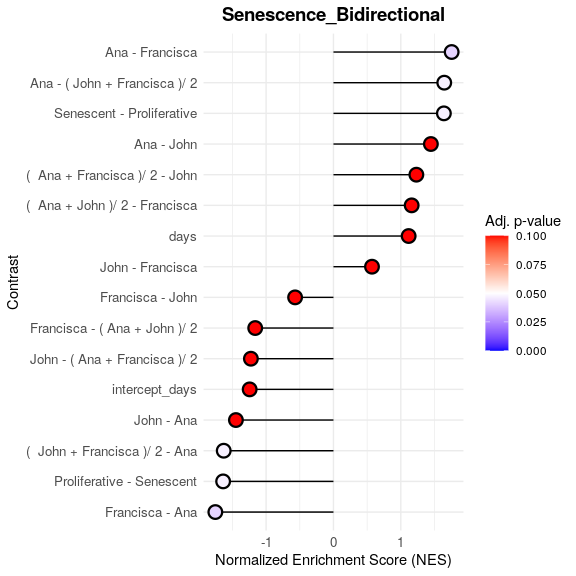 Senescence_Bidirectional
Contrast
Ana - Francisca
Ana - ( John + Francisca )/ 2
Senescent - Proliferative
Ana - John
(  Ana + Francisca )/ 2 - John
(  Ana + John )/ 2 - Francisca
days
John - Francisca
Francisca - John
Francisca - ( Ana + John )/ 2
John - ( Ana + Francisca )/ 2
intercept_days
John - Ana
(  John + Francisca )/ 2 - Ana
Proliferative - Senescent
Francisca - Ana
-1 0 1
Normalized Enrichment Score (NES)
Adj. p-value
0.100
0.075
0.050
0.025
0.000